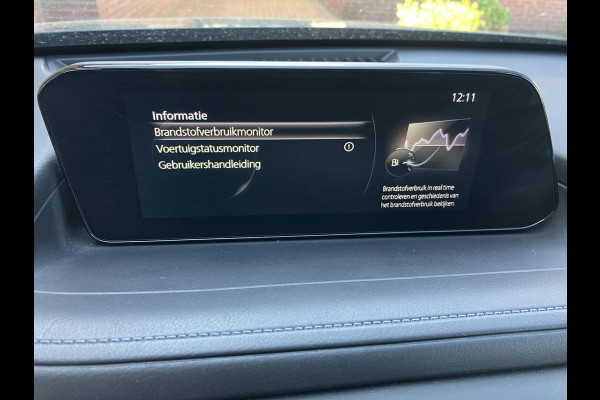 12:11
Informatie
Brandstofverbruikmonitor
Voertuigstatusmonitor
Gebruikershandleiding
Brandstofverbruik in real time
controleren en geschiedenis van
het brandstofverbruik bekijken.